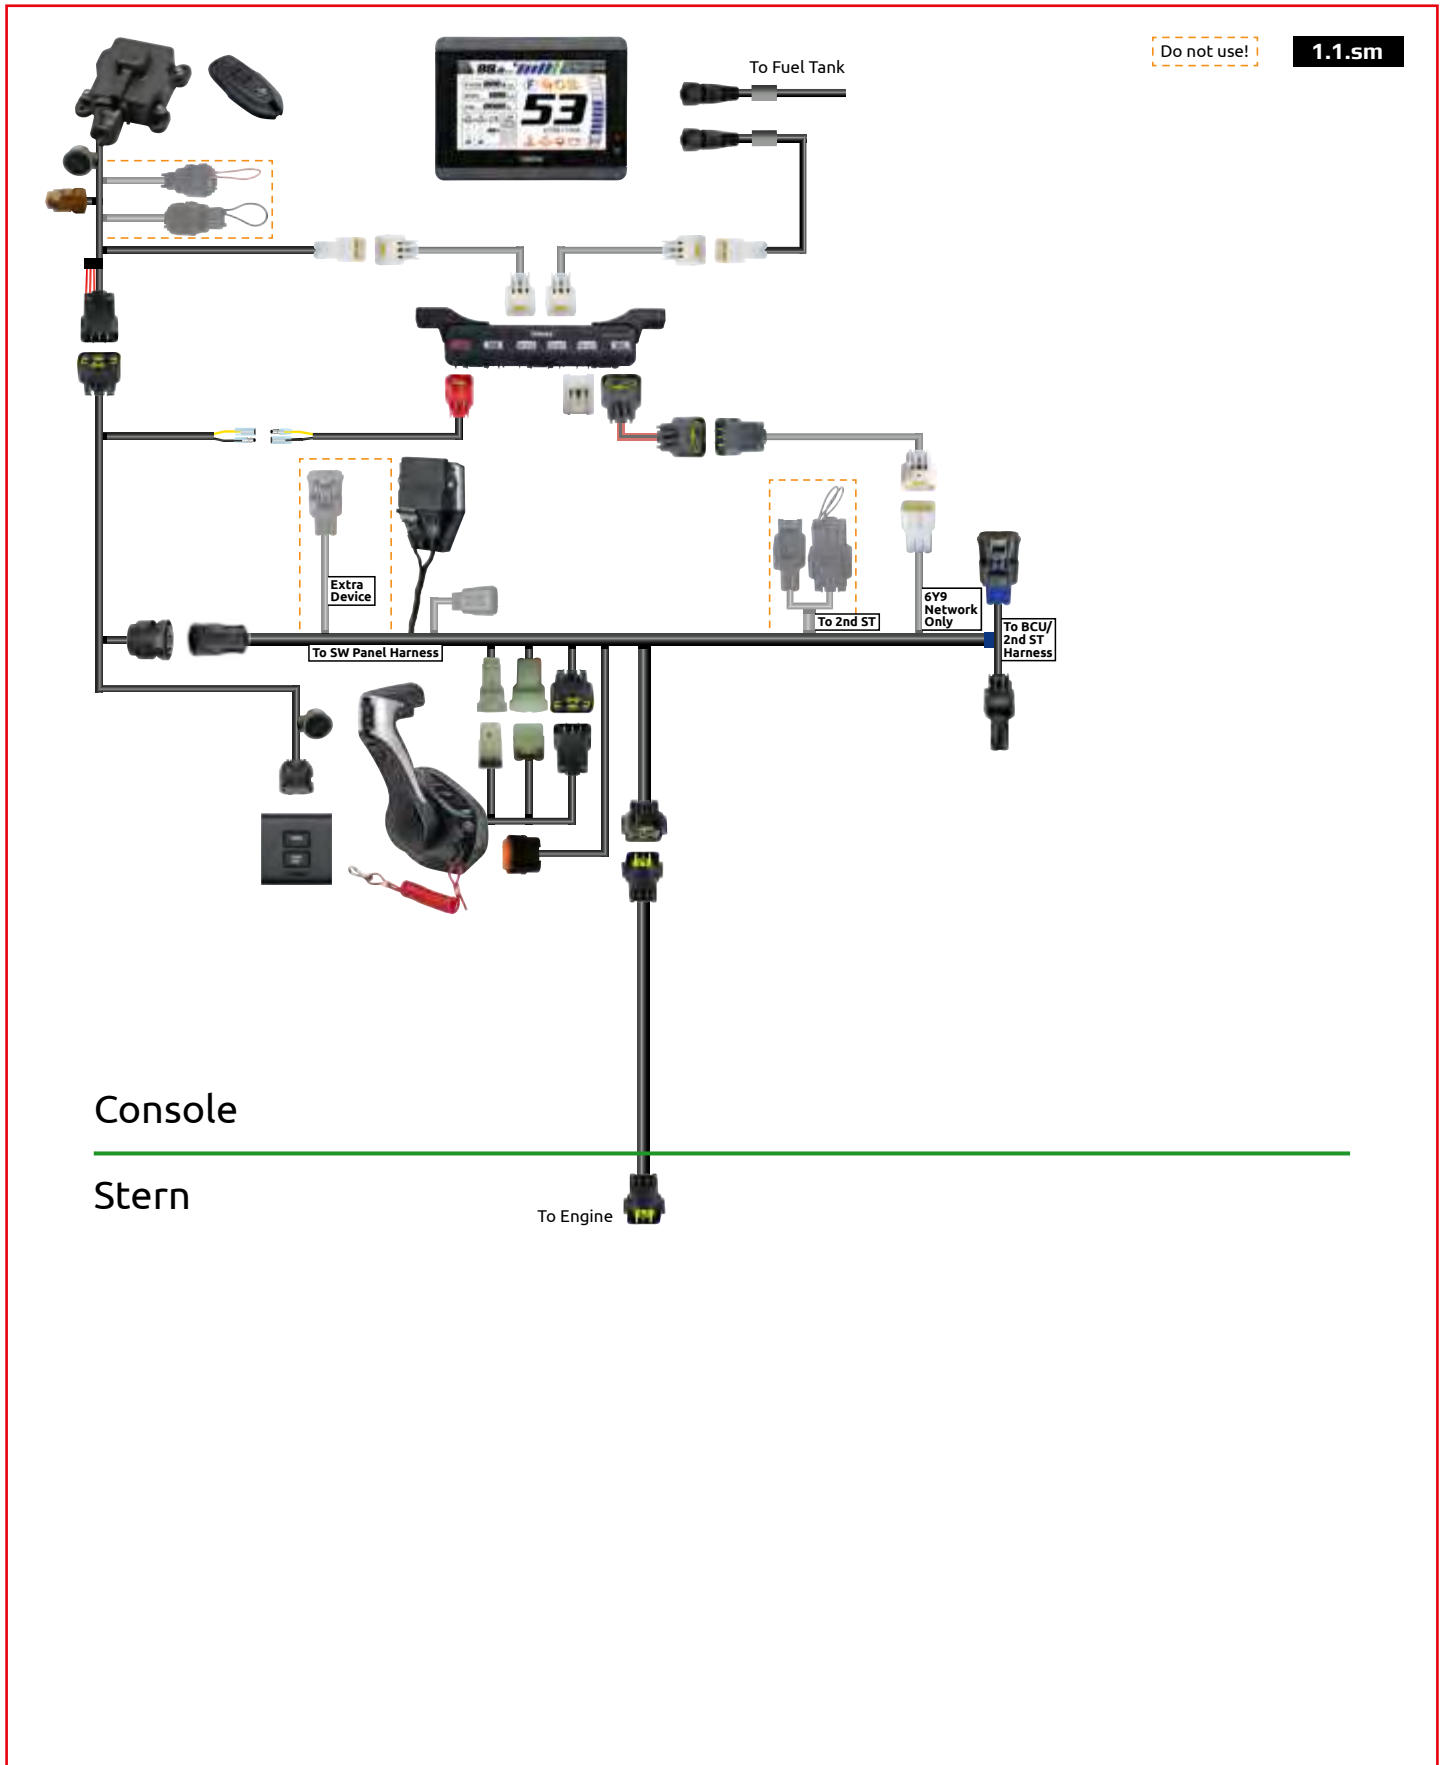 Do not use!
1.1.sm
To Fuel Tank
53
Extra
Device
To 2nd ST
6Y9
Network
Only
To BCU/
2nd ST
Harness
To SW Panel Harness
Console
Stern
To Engine